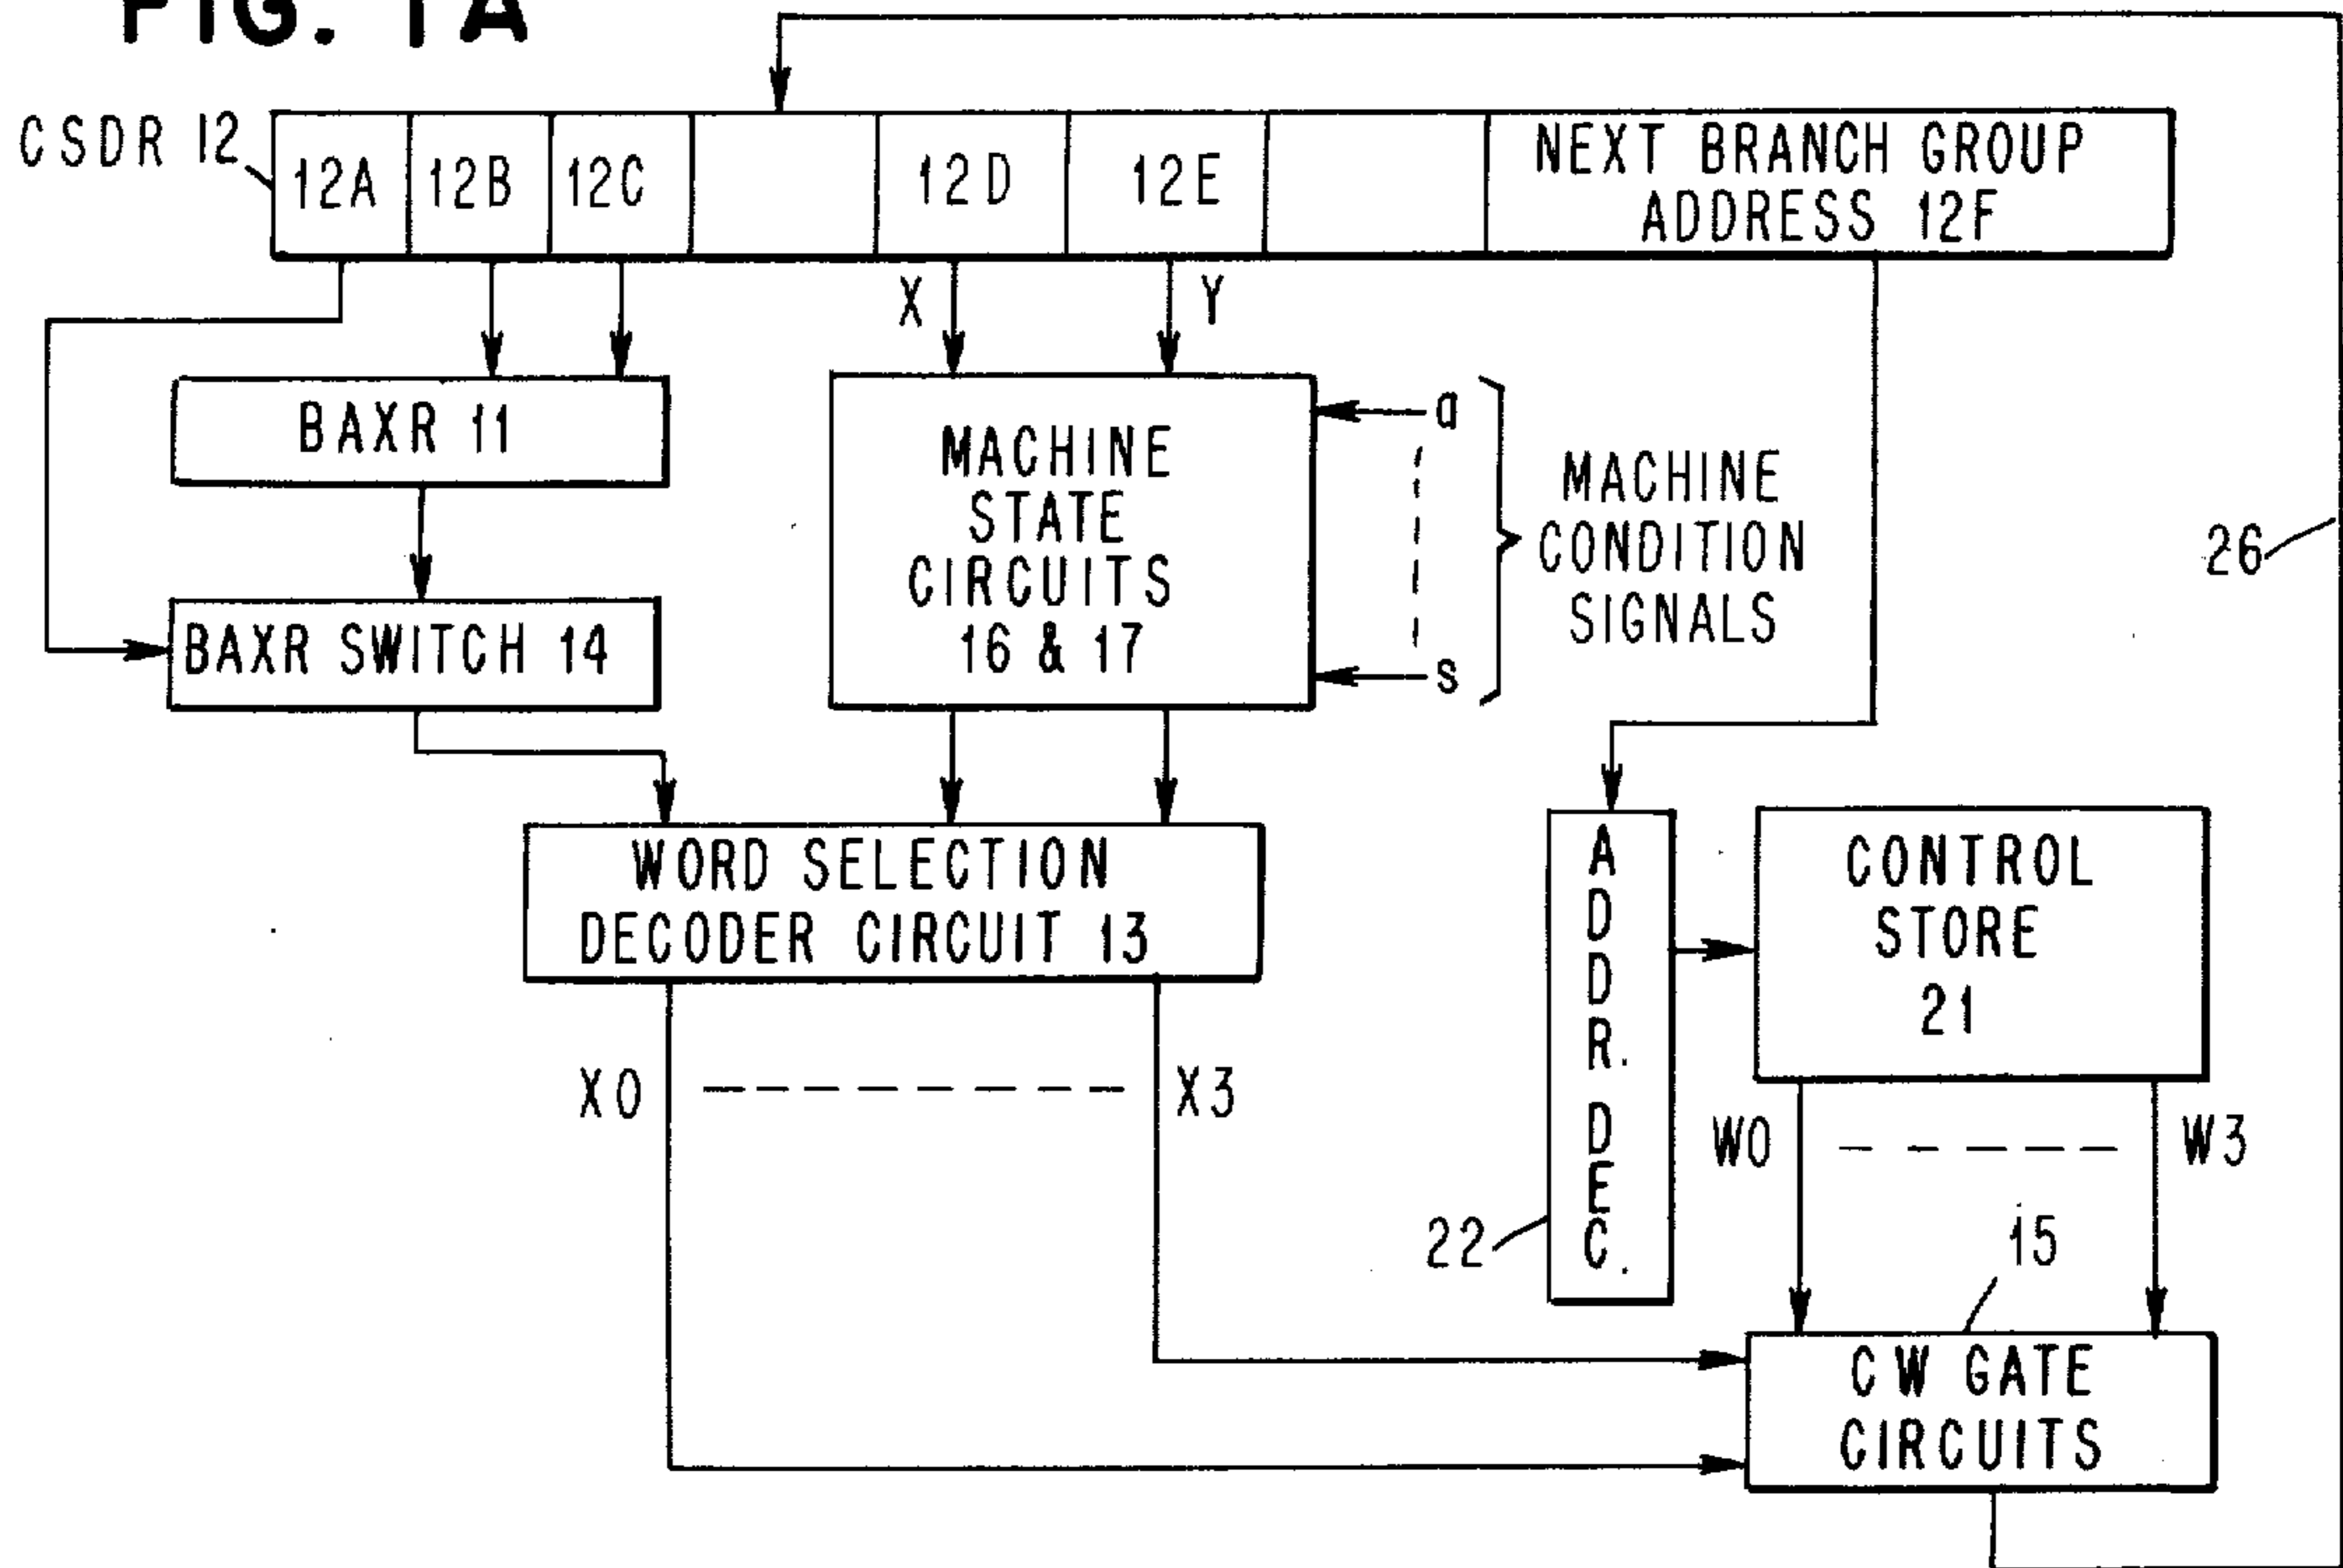 FIG. 1A
CSDR 12
12A
12B
12C
12D
12E
NEXT BRANCH GROUP
ADDRESS 12F
X
Y
BAXR 11
MACHINE
STATE
CIRCUITS
16 & 17
a
s
MACHINE
CONDITION
SIGNALS
26
BAXR SWITCH 14
WORD SELECTION
DECODER CIRCUIT 13
ADDR. DEC.
22
CONTROL
STORE
21
X0
X3
W0
W3
15
CW GATE
CIRCUITS